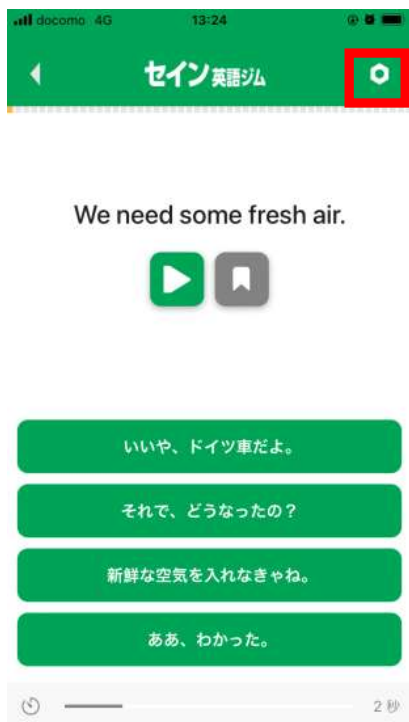 docomo 4G 13:24
セイン英語ジム
We need some fresh air.
いいや、ドイツ車だよ。
それで、どうなったの？
新鮮な空気を入れなきゃね。
ああ、わかった。
2 秒